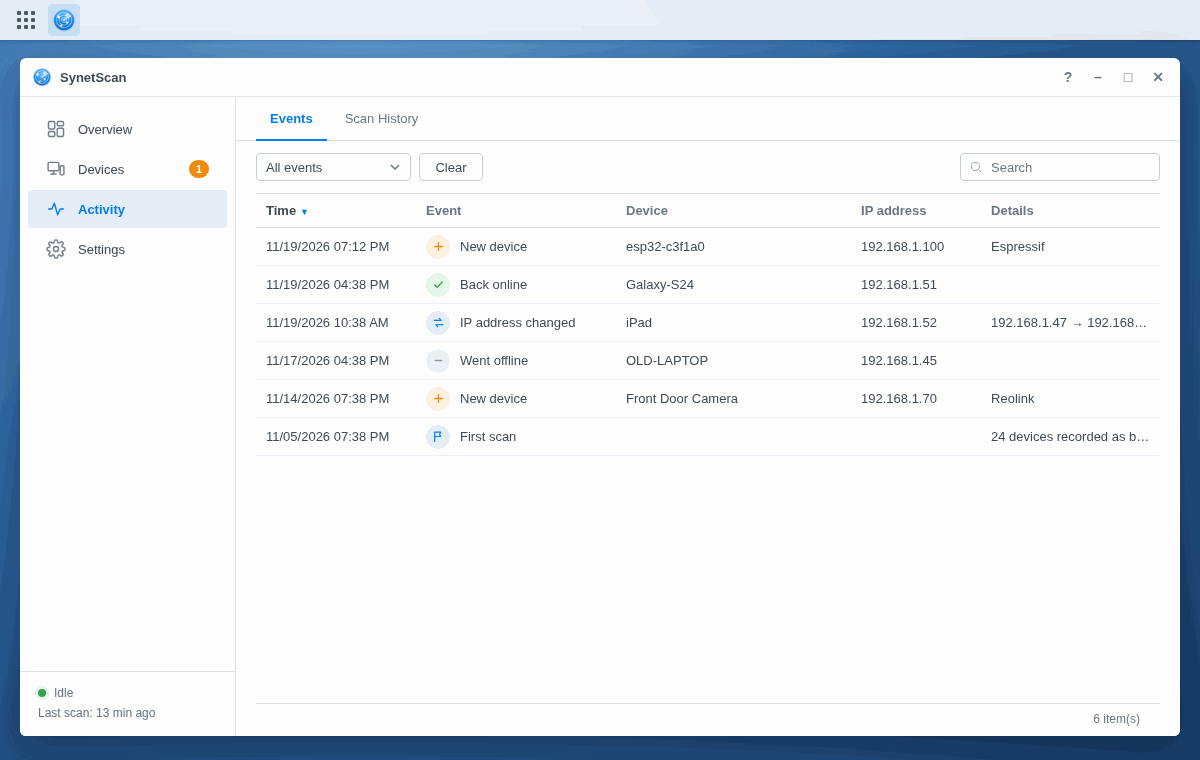 SynetScan
?
Overview
Devices 1
Activity
Settings
Idle
Last scan: 13 min ago
Events Scan History
All events Clear Search
Time ▼ Event Device IP address Details
11/19/2026 07:12 PM New device esp32-c3f1a0 192.168.1.100 Espressif
11/19/2026 04:38 PM Back online Galaxy-S24 192.168.1.51
11/19/2026 10:38 AM IP address changed iPad 192.168.1.52 192.168.1.47 → 192.168…
11/17/2026 04:38 PM Went offline OLD-LAPTOP 192.168.1.45
11/14/2026 07:38 PM New device Front Door Camera 192.168.1.70 Reolink
11/05/2026 07:38 PM First scan 24 devices recorded as b…
6 item(s)